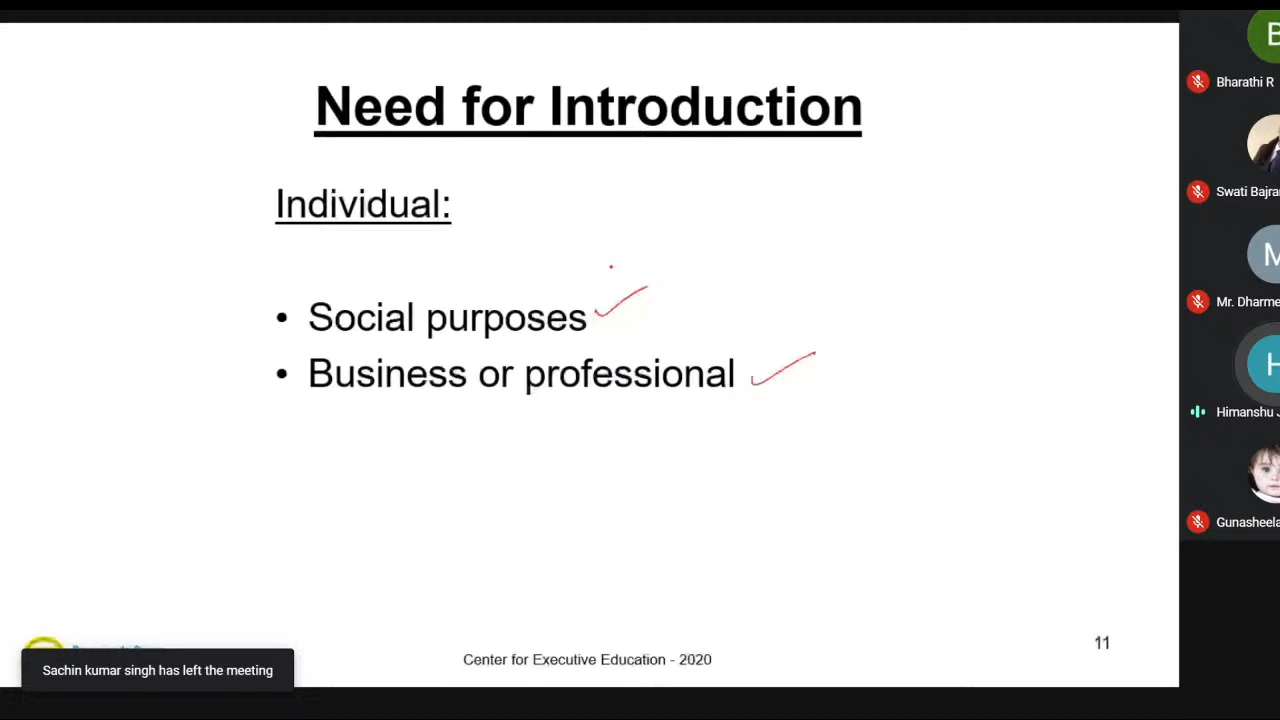 Need for Introduction
Individual:
• Social purposes
• Business or professional
Center for Executive Education - 2020
11
Sachin kumar singh has left the meeting
B
Bharathi R
Swati Bajra
M
Mr. Dharme
H
Himanshu J
Gunasheela